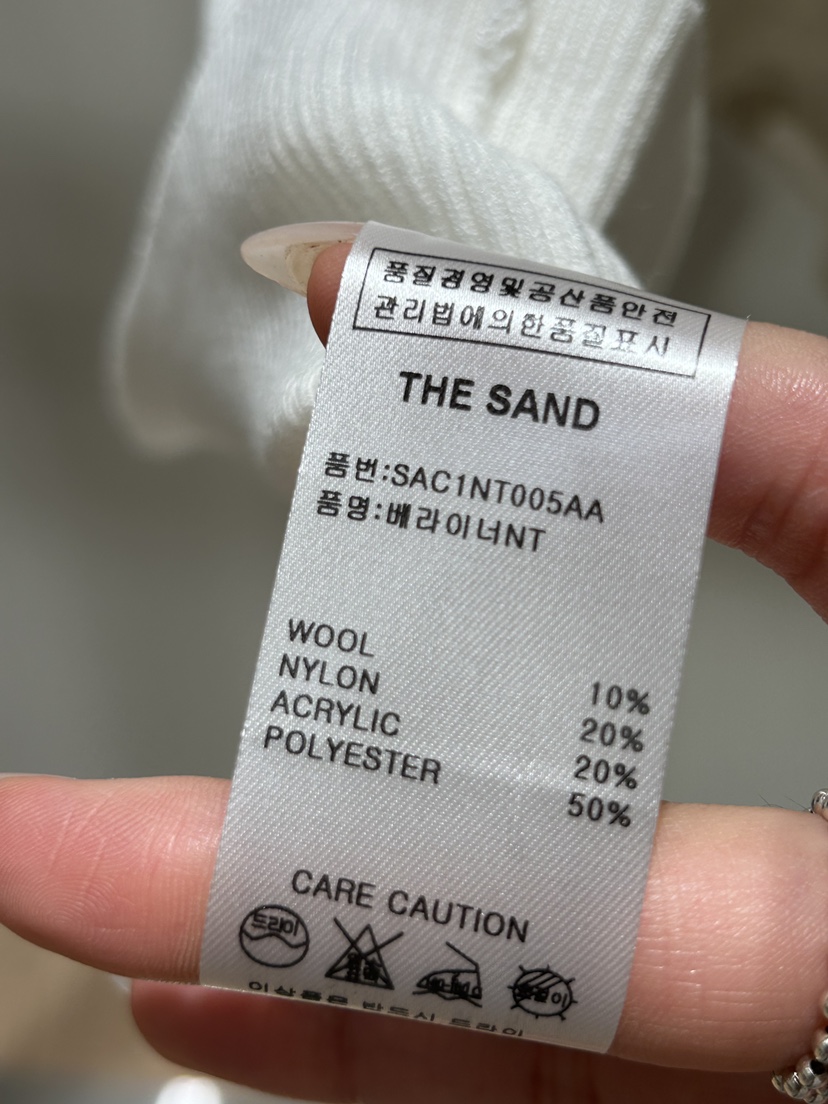 품질경영및공산품안전
관리법에의한품질표시
THE SAND
품번:SAC1NT005AA
품명:베라이너NT
WOOL 10%
NYLON 20%
ACRYLIC 20%
POLYESTER 50%
CARE CAUTION
드라이